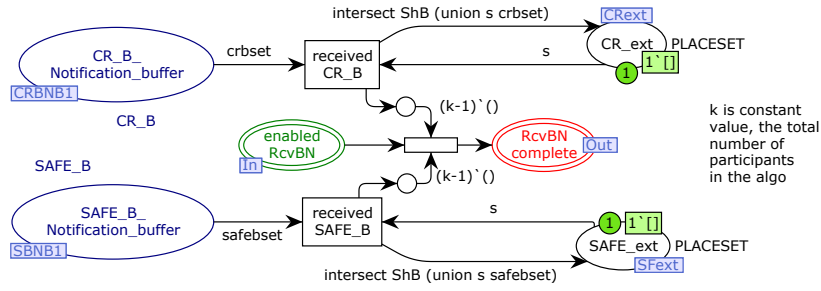 intersect ShB (union s crbset)
CRext
CR_B_
Notification_buffer
CRBNB1
crbset
received
CR_B
s
CR_ext
PLACESET
1
1`[]
CR_B
(k-1)`()
k is constant
value, the total
number of
participants
in the algo
enabled
RcvBN
In
RcvBN
complete
Out
SAFE_B
(k-1)`()
SAFE_B_
Notification_buffer
SBNB1
safebset
received
SAFE_B
s
1
1`[]
SAFE_ext
PLACESET
SFext
intersect ShB (union s safebset)